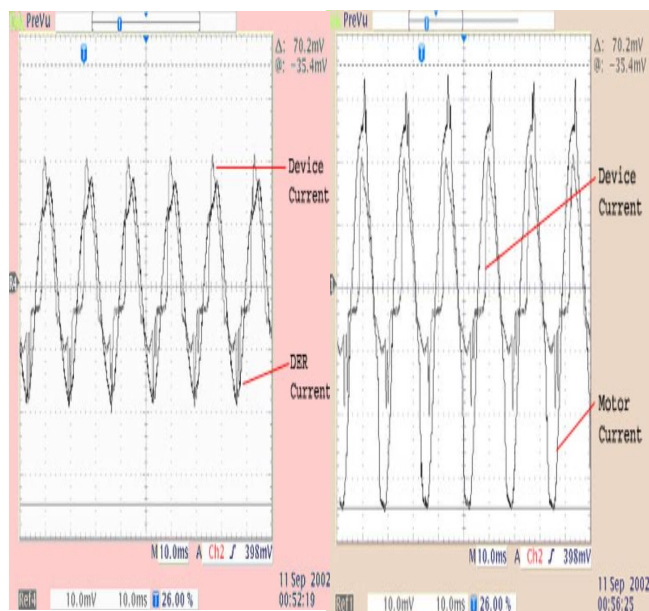 PreVu
Δ: 70.2mV
@: -35.4mV
Device
Current
DER
Current
M 10.0ms A Ch2 398mV
11 Sep 2002
00:52:19
Ref4 10.0mV 10.0ms 26.00 %
PreVu
Δ: 70.2mV
@: -35.4mV
Device
Current
Motor
Current
M 10.0ms A Ch2 398mV
11 Sep 2002
00:56:25
Ref1 10.0mV 10.0ms 26.00 %